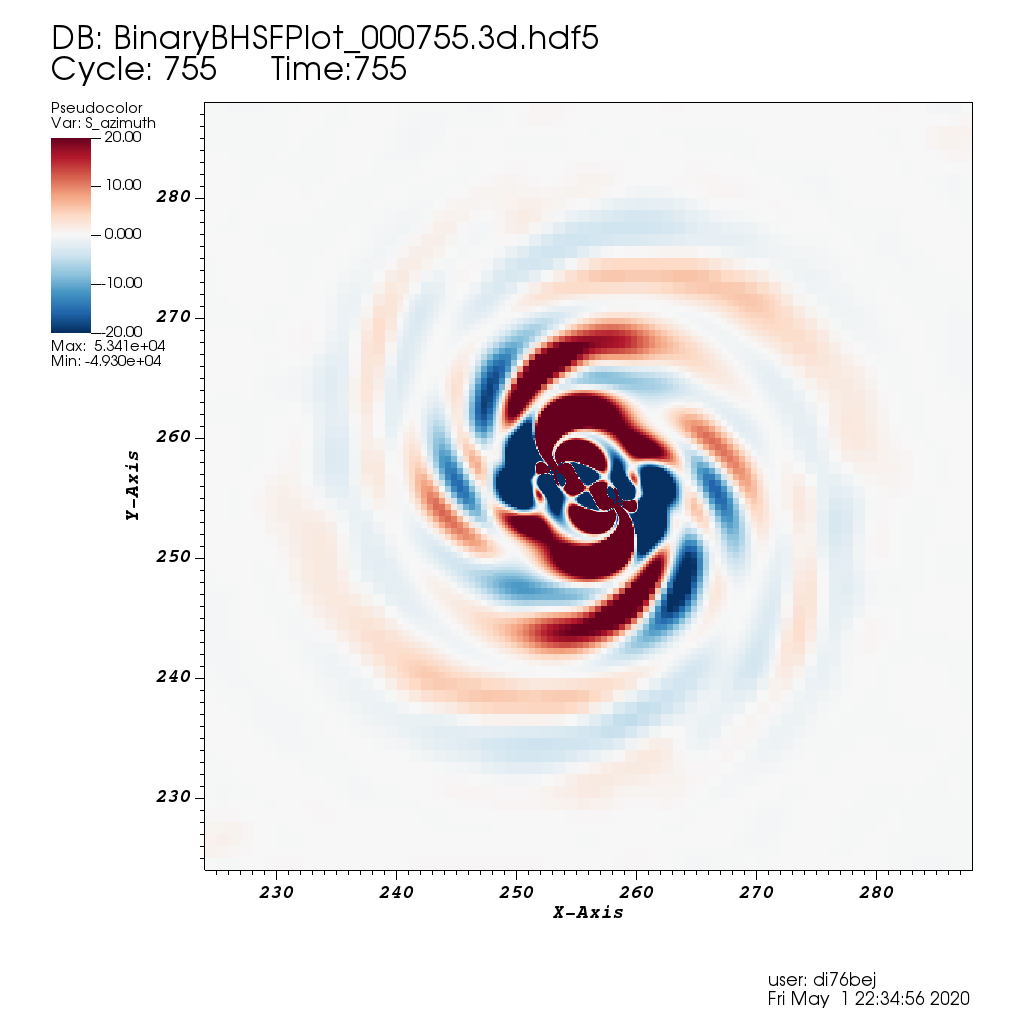 DB: BinaryBHSFPlot_000755.3d.hdf5
Cycle: 755 Time:755
Pseudocolor
Var: S_azimuth
20.00
10.00
0.000
-10.00
-20.00
Max: 5.341e+04
Min: -4.930e+04
280
270
260
250
240
230
Y-Axis
230 240 250 260 270 280
X-Axis
user: di76bej
Fri May 1 22:34:56 2020